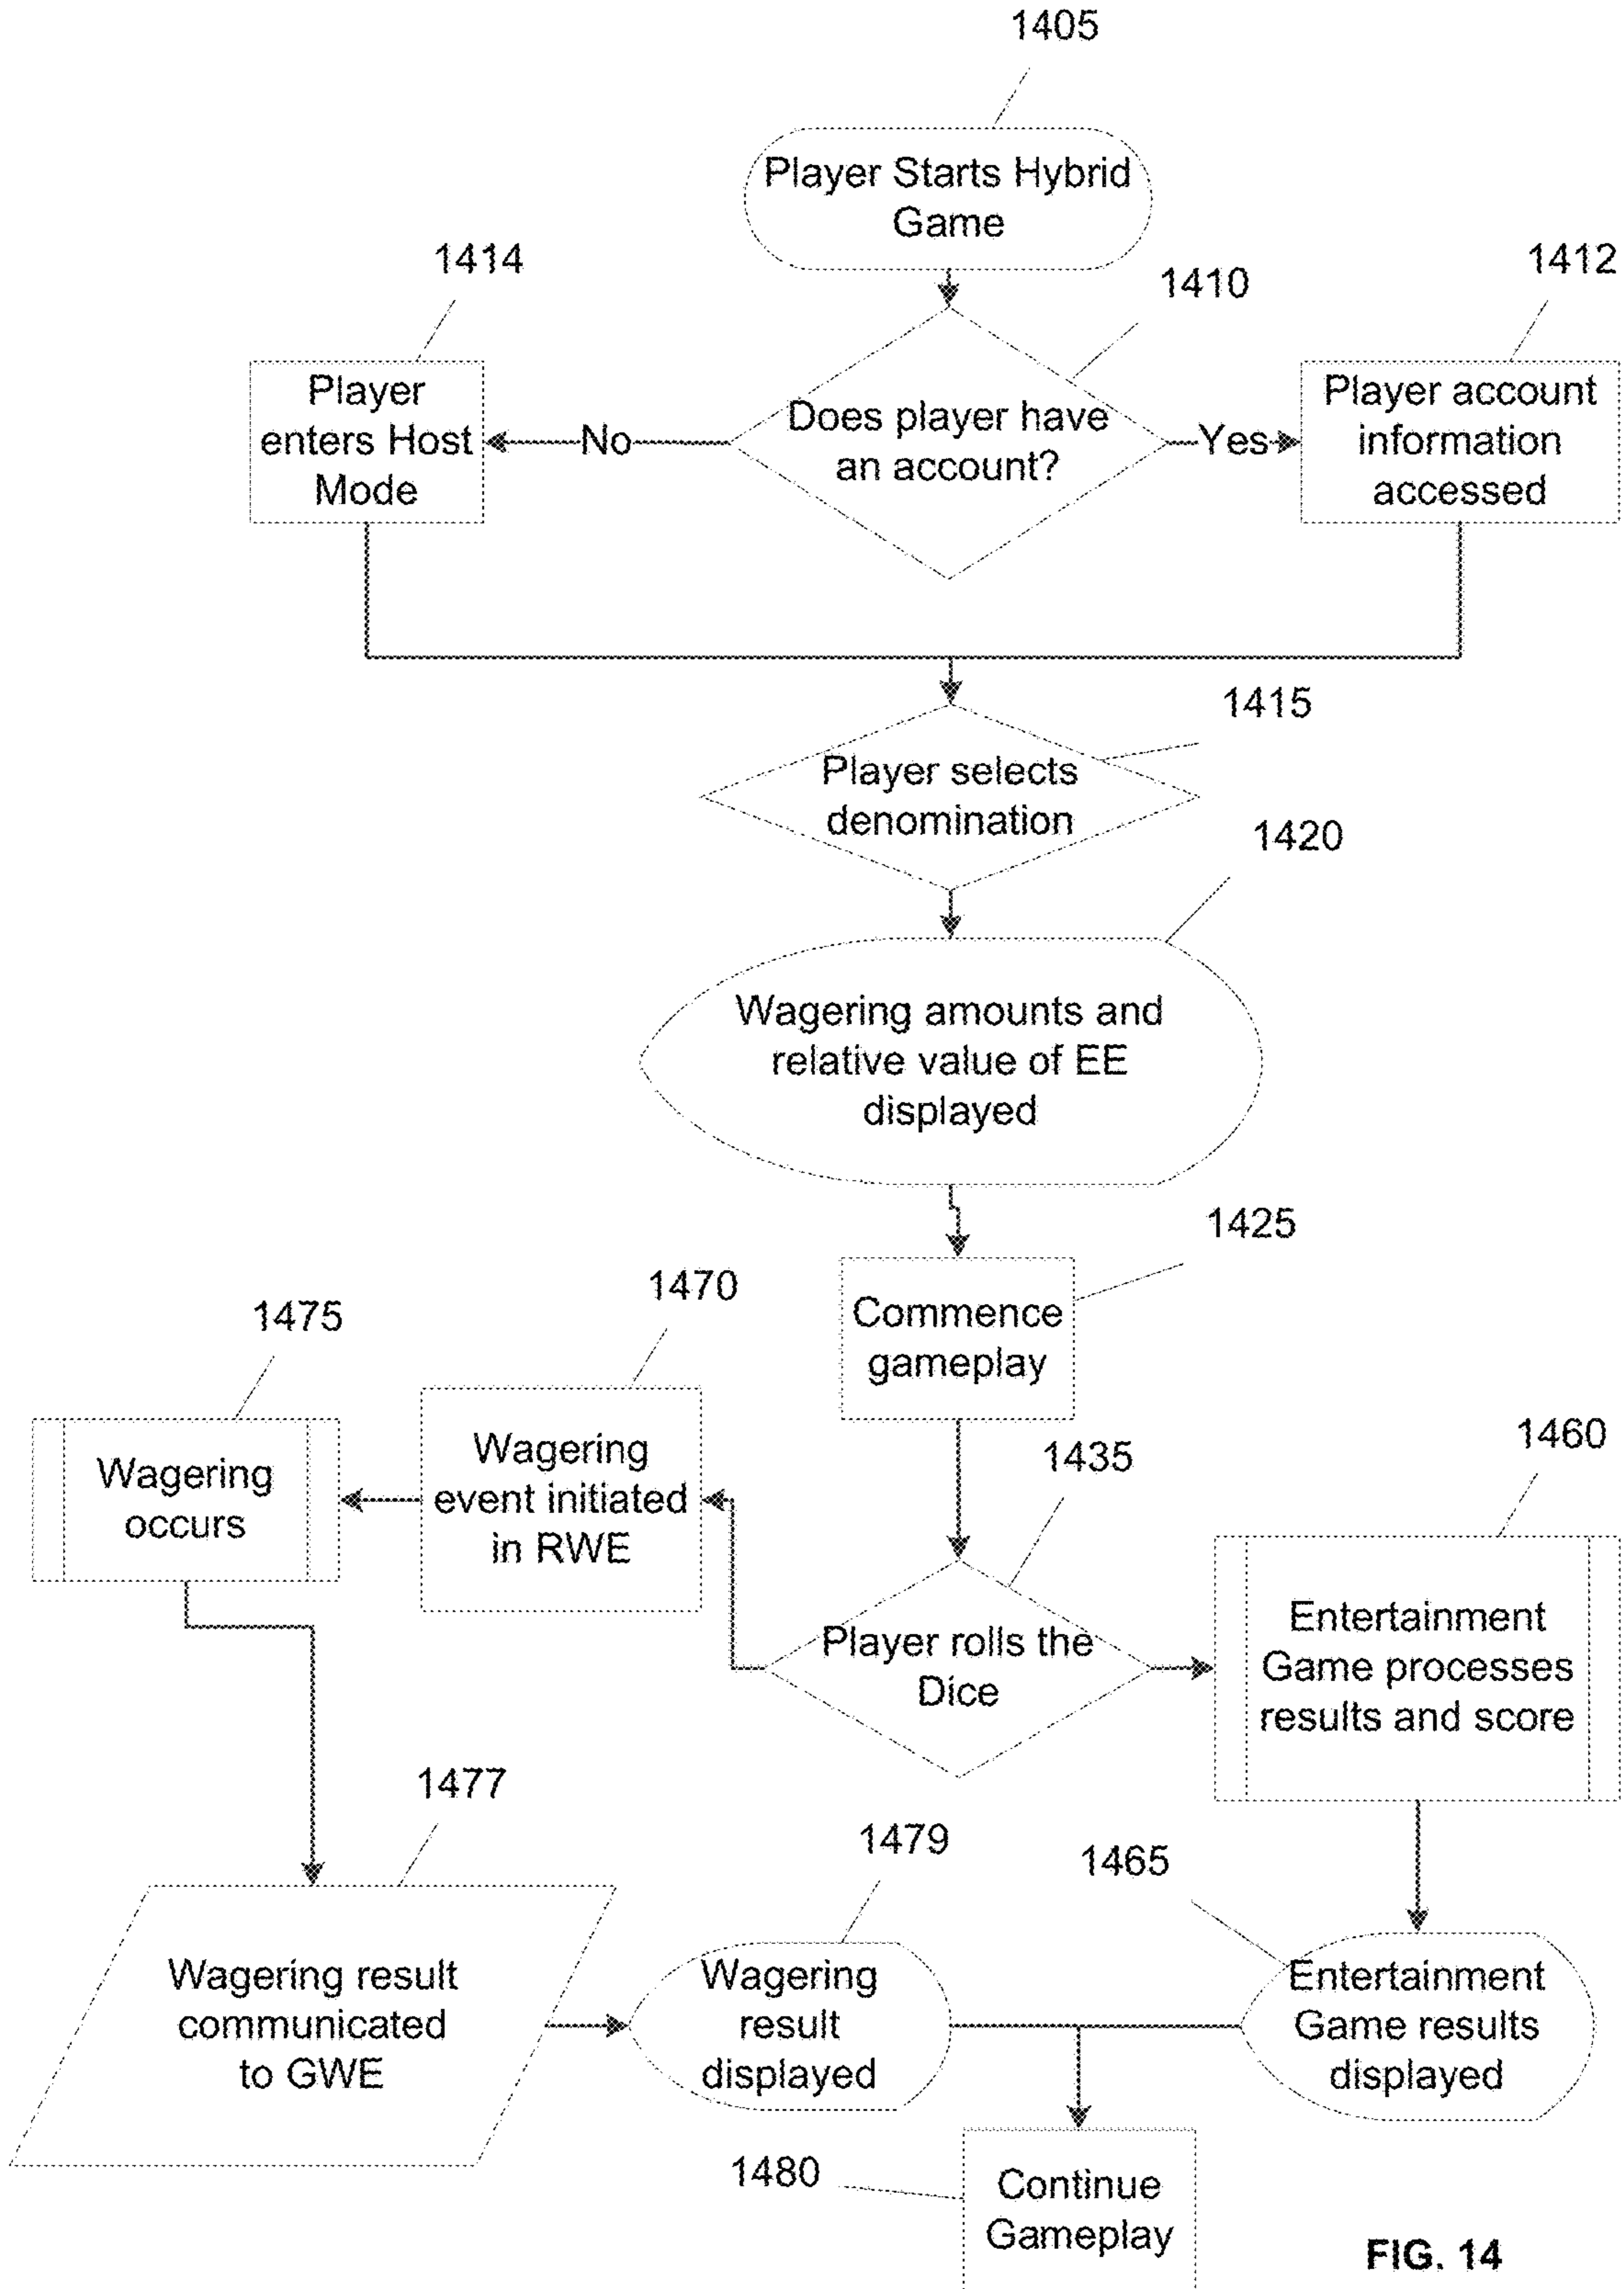 1405
Player Starts Hybrid
Game
1414
1410
1412
Player
enters Host
Mode
No
Does player have
an account?
Yes
Player account
information
accessed
1415
Player selects
denomination
1420
Wagering amounts and
relative value of EE
displayed
1425
Commence
gameplay
1470
1475
Wagering
event initiated
in RWE
Wagering
occurs
1435
1460
Player rolls the
Dice
Entertainment
Game processes
results and score
1477
1479
1465
Wagering result
communicated
to GWE
Wagering
result
displayed
Entertainment
Game results
displayed
1480
Continue
Gameplay
FIG. 14